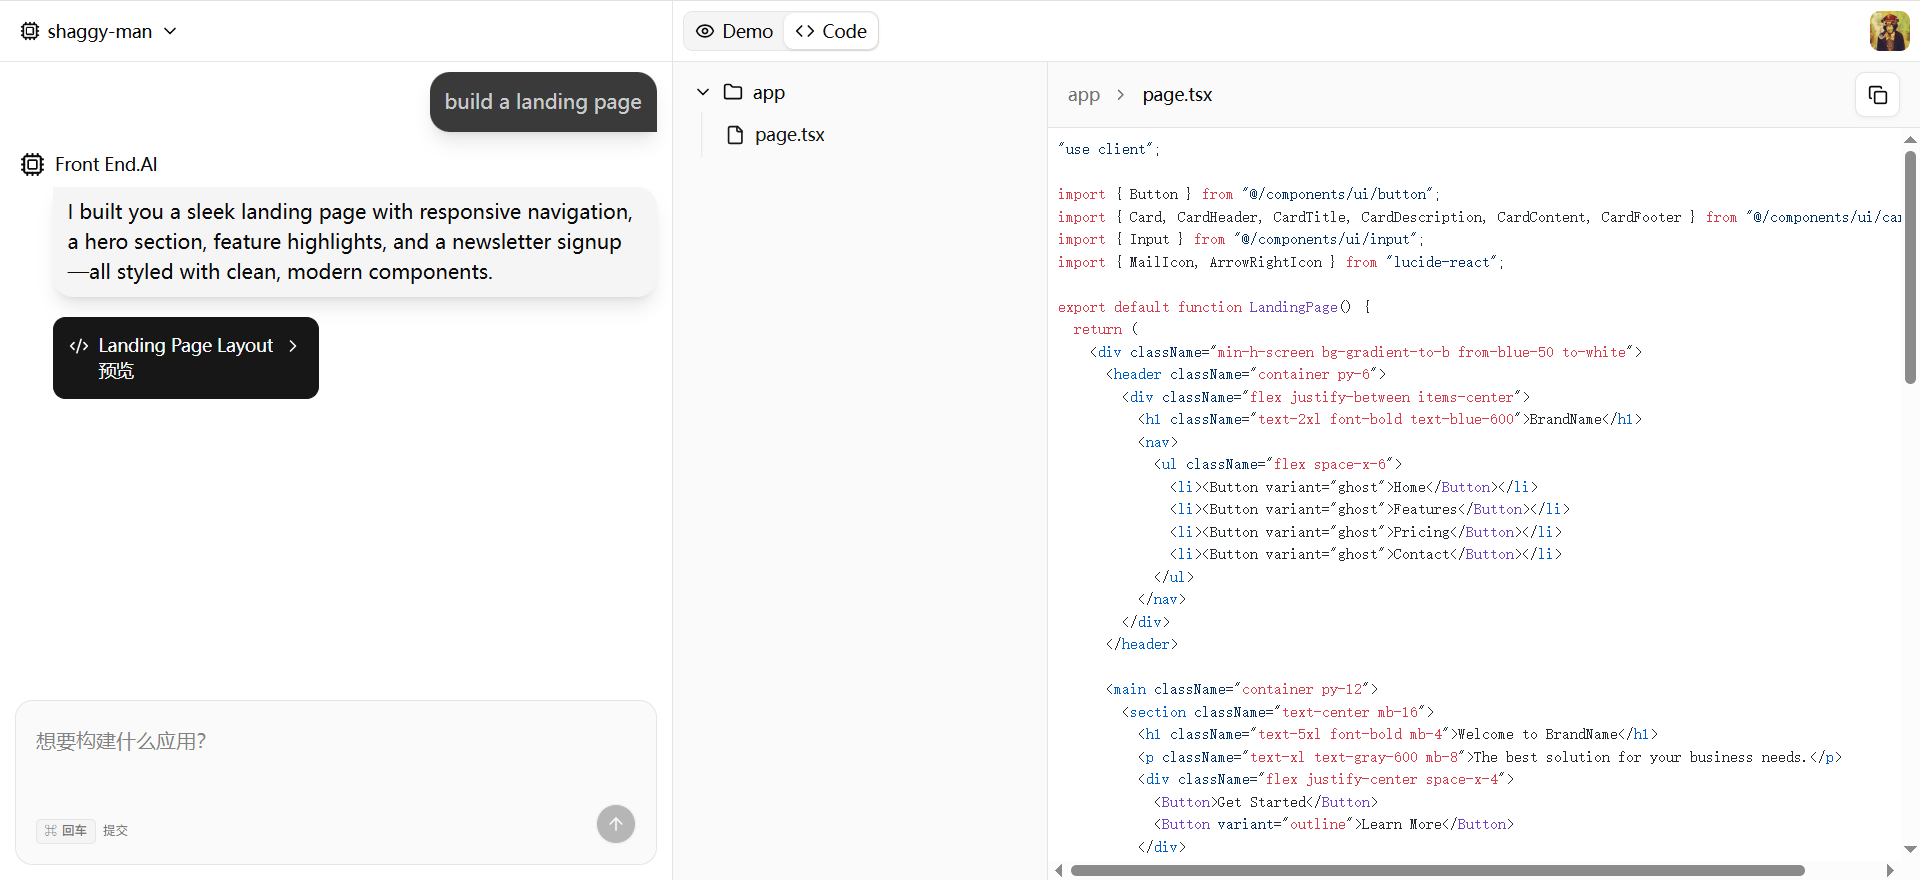 shaggy-man
Demo
Code
build a landing page
Front End.AI
I built you a sleek landing page with responsive navigation,
a hero section, feature highlights, and a newsletter signup
—all styled with clean, modern components.
Landing Page Layout
预览
想要构建什么应用?
⌘ 回车 提交
app
page.tsx
app > page.tsx
"use client";
import { Button } from "@/components/ui/button";
import { Card, CardHeader, CardTitle, CardDescription, CardContent, CardFooter } from "@/components/ui/car
import { Input } from "@/components/ui/input";
import { MailIcon, ArrowRightIcon } from "lucide-react";
export default function LandingPage() {
  return (
    <div className="min-h-screen bg-gradient-to-b from-blue-50 to-white">
      <header className="container py-6">
        <div className="flex justify-between items-center">
          <h1 className="text-2xl font-bold text-blue-600">BrandName</h1>
          <nav>
            <ul className="flex space-x-6">
              <li><Button variant="ghost">Home</Button></li>
              <li><Button variant="ghost">Features</Button></li>
              <li><Button variant="ghost">Pricing</Button></li>
              <li><Button variant="ghost">Contact</Button></li>
            </ul>
          </nav>
        </div>
      </header>
      <main className="container py-12">
        <section className="text-center mb-16">
          <h1 className="text-5xl font-bold mb-4">Welcome to BrandName</h1>
          <p className="text-xl text-gray-600 mb-8">The best solution for your business needs.</p>
          <div className="flex justify-center space-x-4">
            <Button>Get Started</Button>
            <Button variant="outline">Learn More</Button>
          </div>